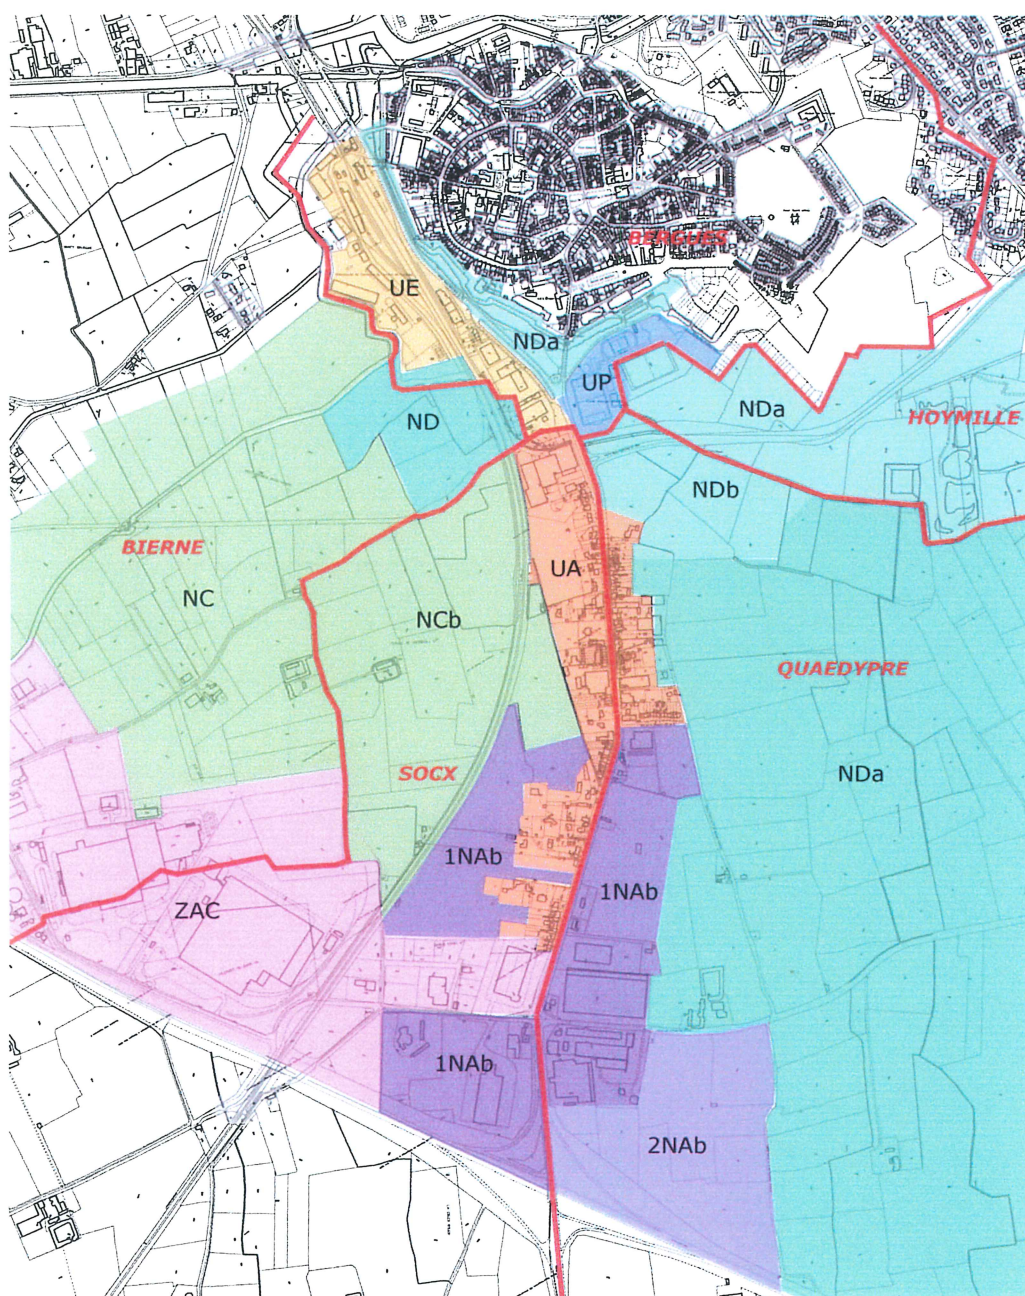 BERGUES
UE
NDa
UP
NDa
HOYMILLE
ND
NDb
BIERNE
UA
NC
NCb
QUAEDYPRE
SOCX
NDa
1NAb
1NAb
ZAC
1NAb
2NAb